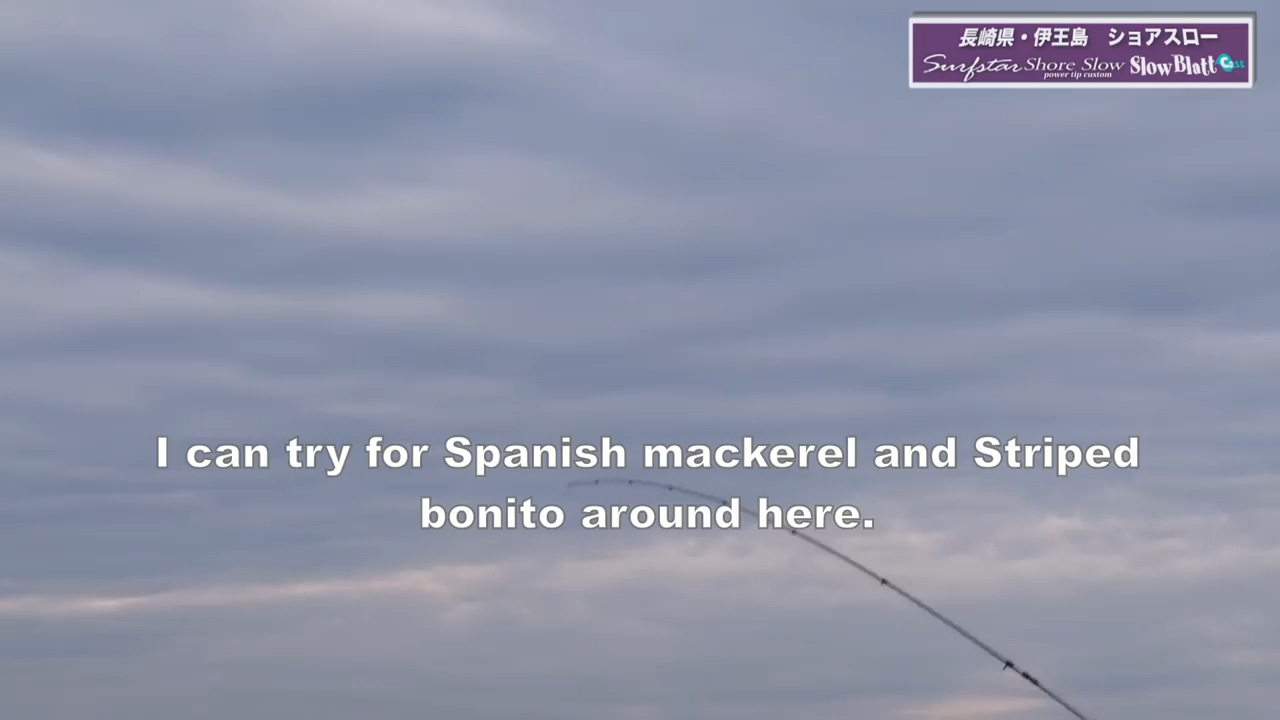 長崎県・伊王島 ショアスロー
Surfstar Shore Slow SlowBlatt Cast
power tip custom
I can try for Spanish mackerel and Striped
bonito around here.